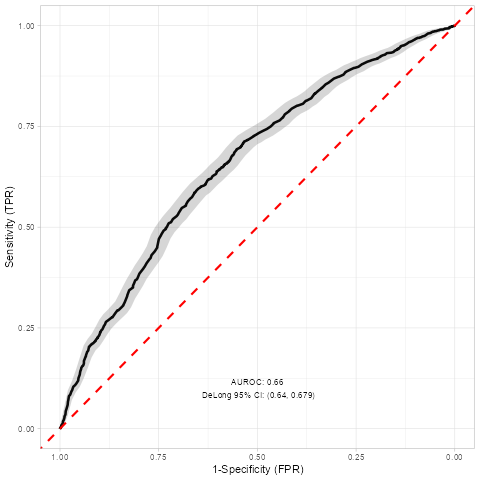 1.00
0.75
0.50
0.25
0.00
Sensitivity (TPR)
AUROC: 0.66
DeLong 95% CI: (0.64, 0.679)
1.00 0.75 0.50 0.25 0.00
1-Specificity (FPR)